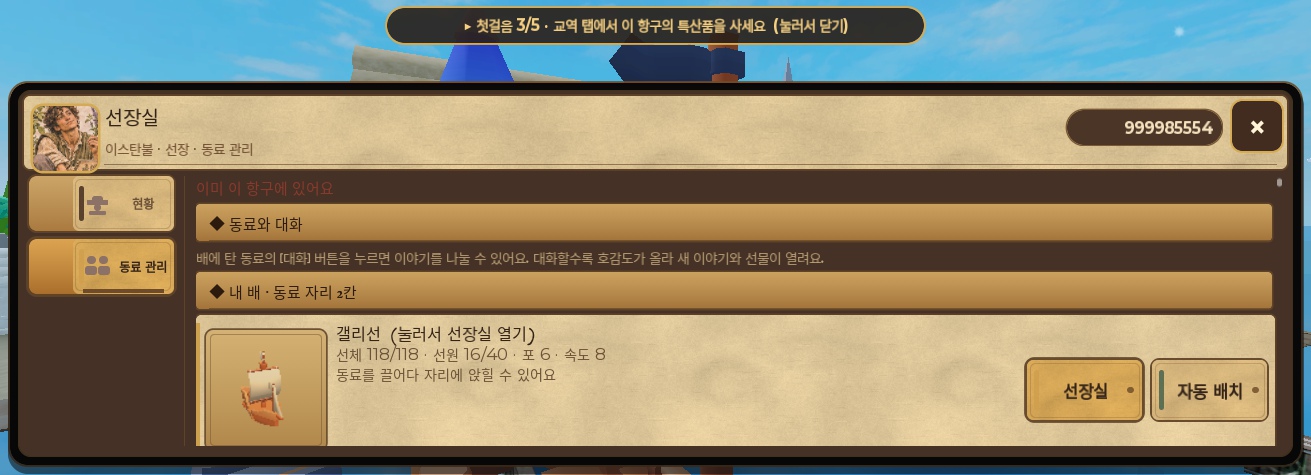 ▸ 첫걸음 3/5 · 교역 탭에서 이 항구의 특산품을 사세요 (눌러서 닫기)
선장실
이스탄불 · 선장 · 동료 관리
999985554
×
현황
동료 관리
이미 이 항구에 있어요
◆ 동료와 대화
배에 탄 동료의 [대화] 버튼을 누르면 이야기를 나눌 수 있어요. 대화할수록 호감도가 올라 새 이야기와 선물이 열려요.
◆ 내 배 · 동료 자리 2칸
갤리선 (눌러서 선장실 열기)
선체 118/118 · 선원 16/40 · 포 6 · 속도 8
동료를 끌어다 자리에 앉힐 수 있어요
선장실
자동 배치